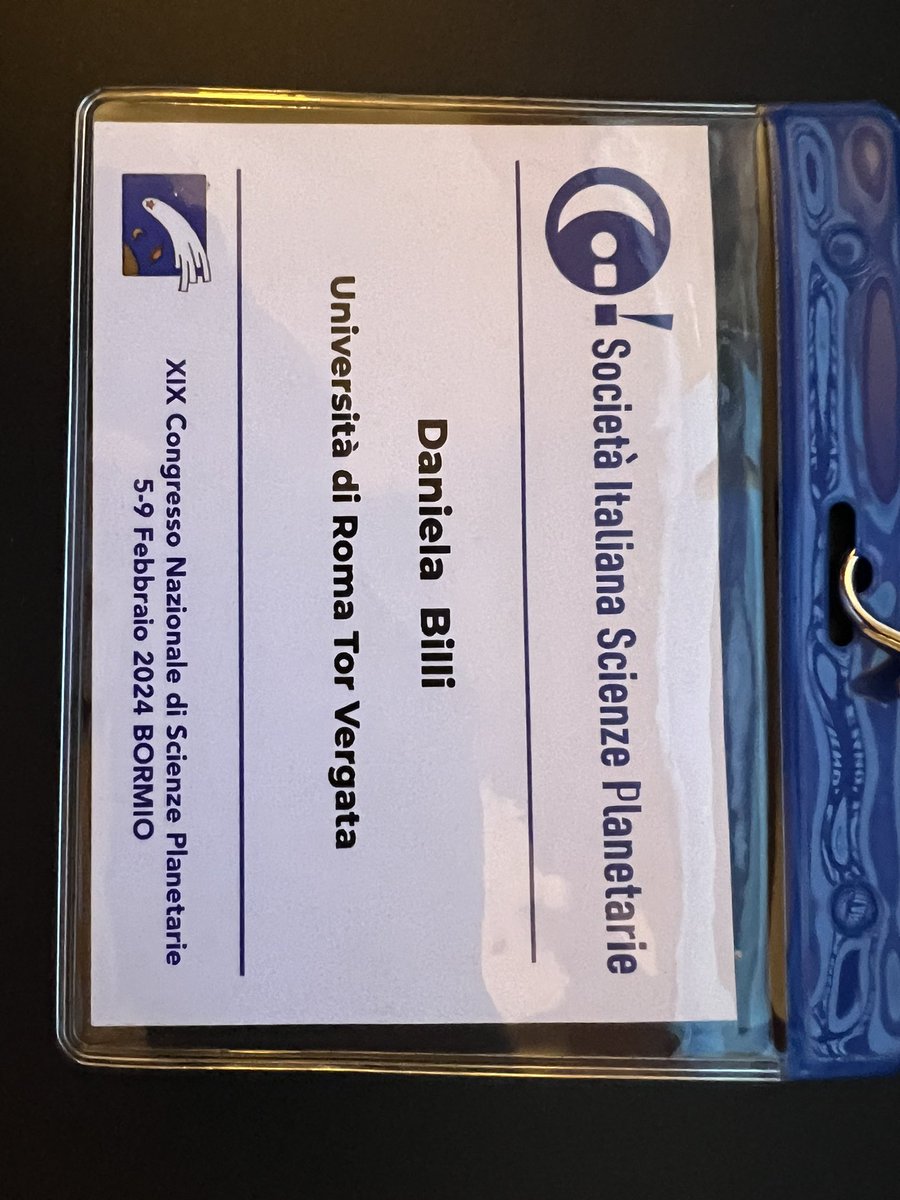 Società Italiana Scienze Planetarie
Daniela Billi
Università di Roma Tor Vergata
XIX Congresso Nazionale di Scienze Planetarie
5-9 Febbraio 2024 BORMIO